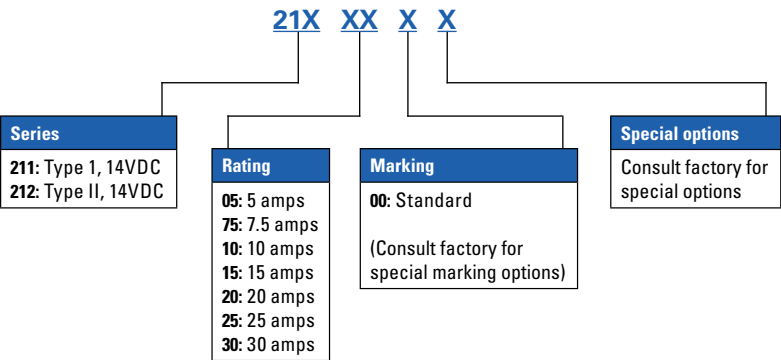 21X XX X X
Series
211: Type 1, 14VDC
212: Type II, 14VDC
Rating
05: 5 amps
75: 7.5 amps
10: 10 amps
15: 15 amps
20: 20 amps
25: 25 amps
30: 30 amps
Marking
00: Standard
(Consult factory for
special marking options)
Special options
Consult factory for
special options